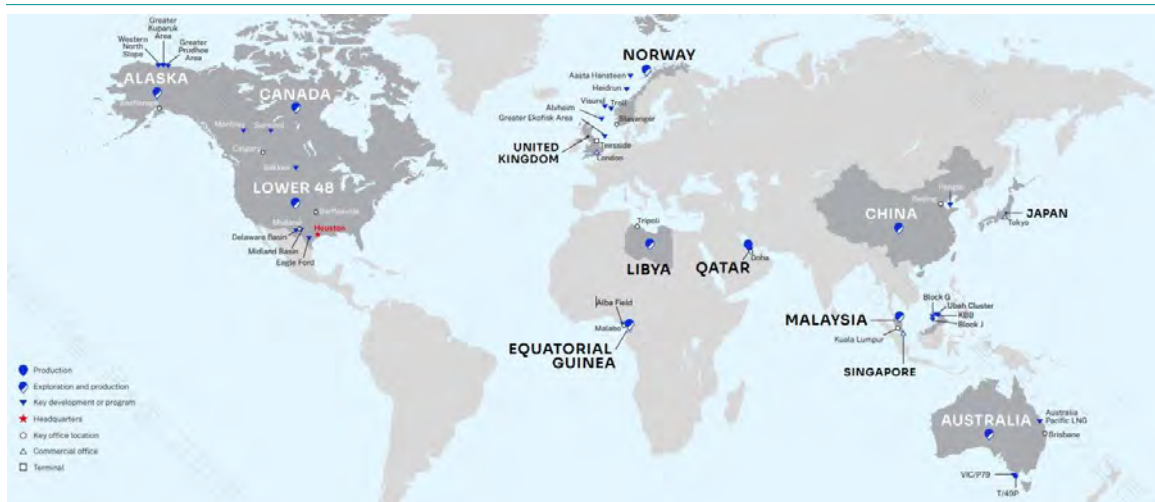 Greater
Kuparuk
Area
Western
North
Slope
Greater
Prudhoe
Area
ALASKA
Anchorage
CANADA
Montney
Surmont
Calgary
Bakken
LOWER 48
Bartlesville
Midland
Houston
Delaware Basin
Midland Basin
Eagle Ford
NORWAY
Aasta Hansteen
Heidrun
Visund
Troll
Alvheim
Stavanger
Greater Ekofisk Area
UNITED
KINGDOM
Teesside
London
Tripoli
LIBYA
QATAR
Doha
Alba Field
Malabo
EQUATORIAL
GUINEA
CHINA
Penglai
Beijing
JAPAN
Tokyo
Block G
Ubah Cluster
KBB
Block J
MALAYSIA
Kuala Lumpur
SINGAPORE
AUSTRALIA
Australia
Pacific LNG
Brisbane
VIC/P79
T/49P
Production
Exploration and production
Key development or program
Headquarters
Key office location
Commercial office
Terminal